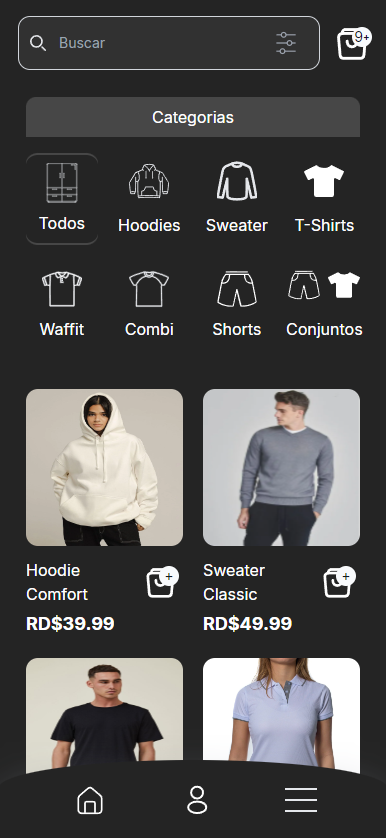 Buscar
9+
Categorias
Todos
Hoodies
Sweater
T-Shirts
Waffit
Combi
Shorts
Conjuntos
Hoodie
Comfort
+
RD$39.99
Sweater
Classic
+
RD$49.99